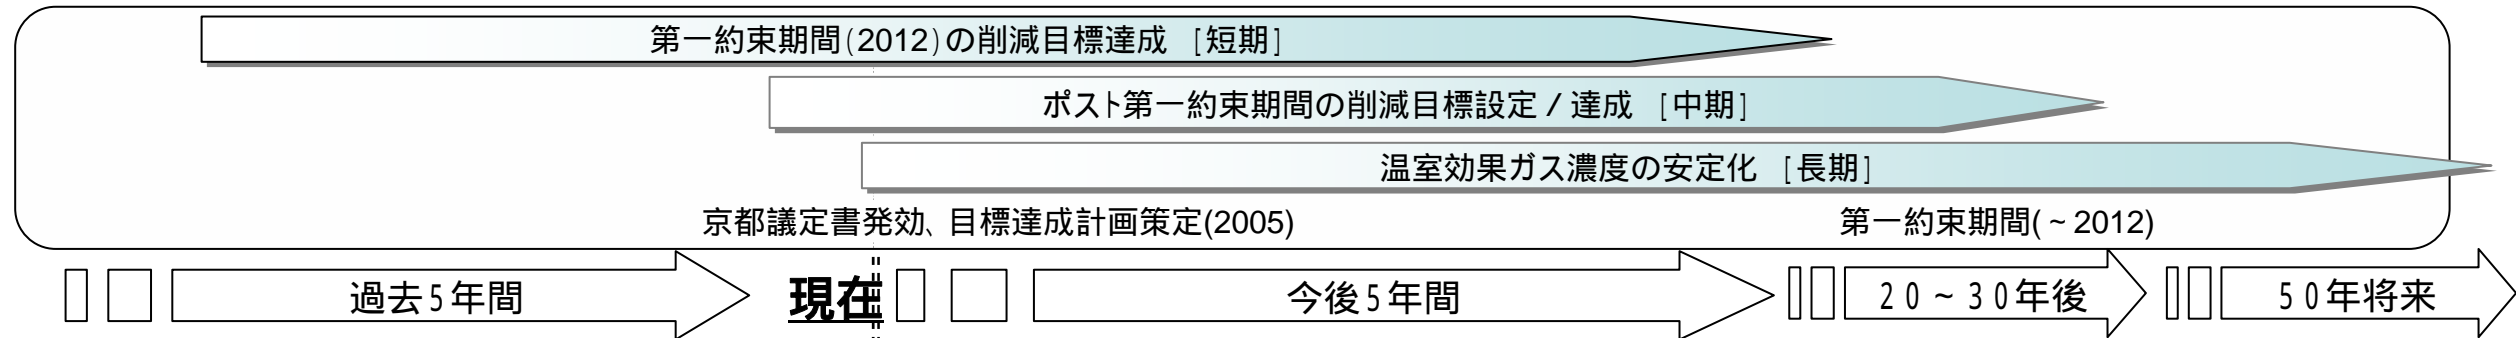 第一約束期間(2012)の削減目標達成 [短期]
ポスト第一約束期間の削減目標設定/達成 [中期]
温室効果ガス濃度の安定化 [長期]
京都議定書発効、目標達成計画策定(2005)
第一約束期間(~2012)
過去5年間
現在
今後5年間
20~30年後
50年将来